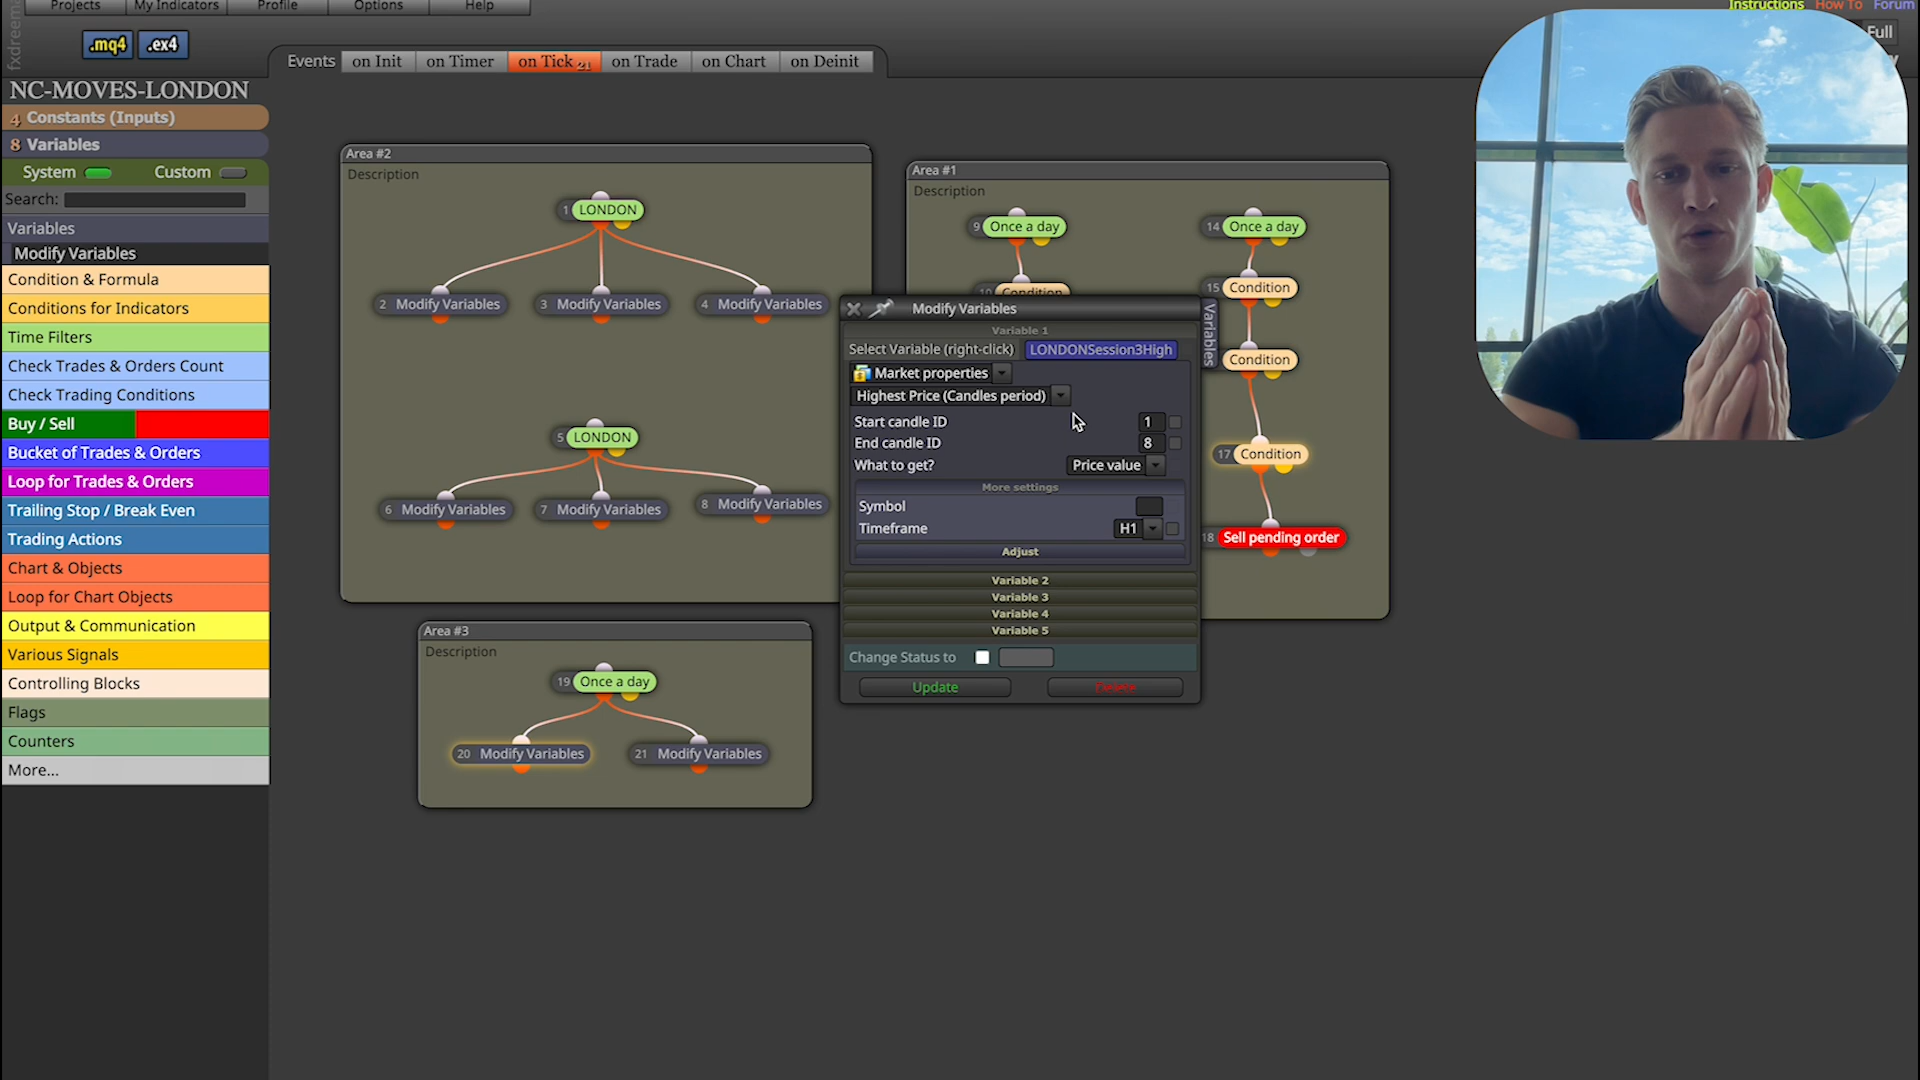 Projects
My Indicators
Profile
Options
Help
Instructions
How To
Forum
Full
fxdreema
.mq4
.ex4
Events
on Init
on Timer
on Tick 21
on Trade
on Chart
on Deinit
NC-MOVES-LONDON
4 Constants (Inputs)
8 Variables
System
Custom
Search:
Variables
Modify Variables
Condition & Formula
Conditions for Indicators
Time Filters
Check Trades & Orders Count
Check Trading Conditions
Buy / Sell
Bucket of Trades & Orders
Loop for Trades & Orders
Trailing Stop / Break Even
Trading Actions
Chart & Objects
Loop for Chart Objects
Output & Communication
Various Signals
Controlling Blocks
Flags
Counters
More...
Area #2
Description
1 LONDON
2 Modify Variables
3 Modify Variables
4 Modify Variables
5 LONDON
6 Modify Variables
7 Modify Variables
8 Modify Variables
Area #1
Description
9 Once a day
10 Condition
14 Once a day
15 Condition
Condition
17 Condition
18 Sell pending order
Modify Variables
Variables
Variable 1
Select Variable (right-click) LONDONSession3High
Market properties
Highest Price (Candles period)
Start candle ID 1
End candle ID 8
What to get? Price value
More settings
Symbol
Timeframe H1
Adjust
Variable 2
Variable 3
Variable 4
Variable 5
Change Status to
Update
Delete
Area #3
Description
19 Once a day
20 Modify Variables
21 Modify Variables